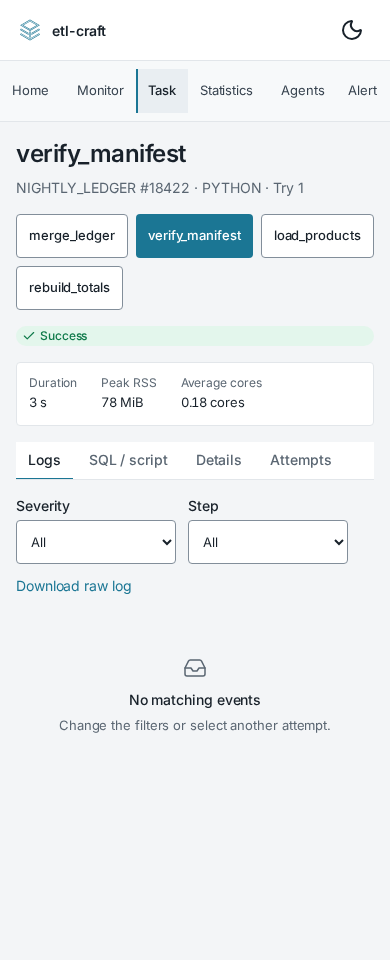 etl-craft
Home Monitor Task Statistics Agents Alert
verify_manifest
NIGHTLY_LEDGER #18422 · PYTHON · Try 1
merge_ledger verify_manifest load_products
rebuild_totals
Success
Duration Peak RSS Average cores
3 s 78 MiB 0.18 cores
Logs SQL / script Details Attempts
Severity Step
All All
Download raw log
No matching events
Change the filters or select another attempt.